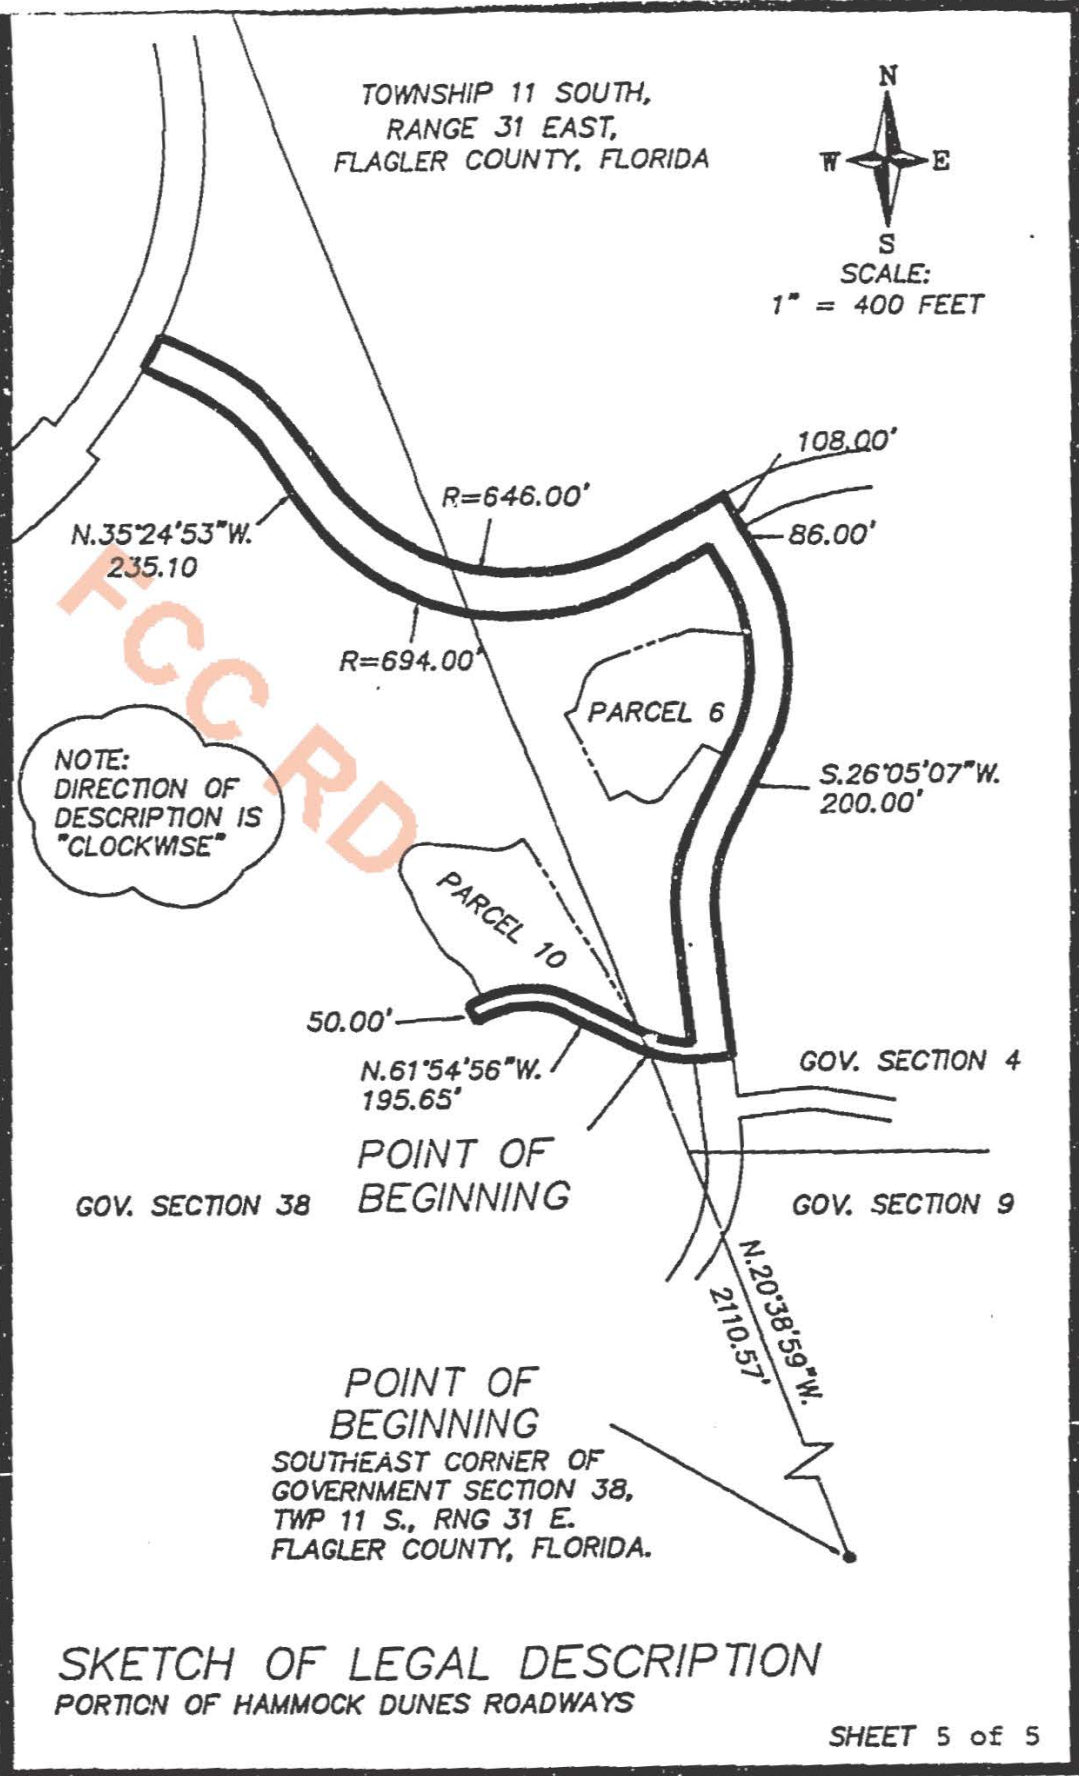 TOWNSHIP 11 SOUTH,
RANGE 31 EAST,
FLAGLER COUNTY, FLORIDA
N
W E
S
SCALE:
1" = 400 FEET
108.00'
R=646.00'
86.00'
N.35°24'53"W.
235.10
R=694.00'
FCC RD
PARCEL 6
NOTE:
DIRECTION OF
DESCRIPTION IS
"CLOCKWISE"
S.26°05'07"W.
200.00'
PARCEL 10
50.00'
N.61°54'56"W.
195.65'
GOV. SECTION 4
POINT OF
BEGINNING
GOV. SECTION 38
GOV. SECTION 9
N.20°38'59"W.
2110.57'
POINT OF
BEGINNING
SOUTHEAST CORNER OF
GOVERNMENT SECTION 38,
TWP 11 S., RNG 31 E.
FLAGLER COUNTY, FLORIDA.
SKETCH OF LEGAL DESCRIPTION
PORTION OF HAMMOCK DUNES ROADWAYS
SHEET 5 of 5